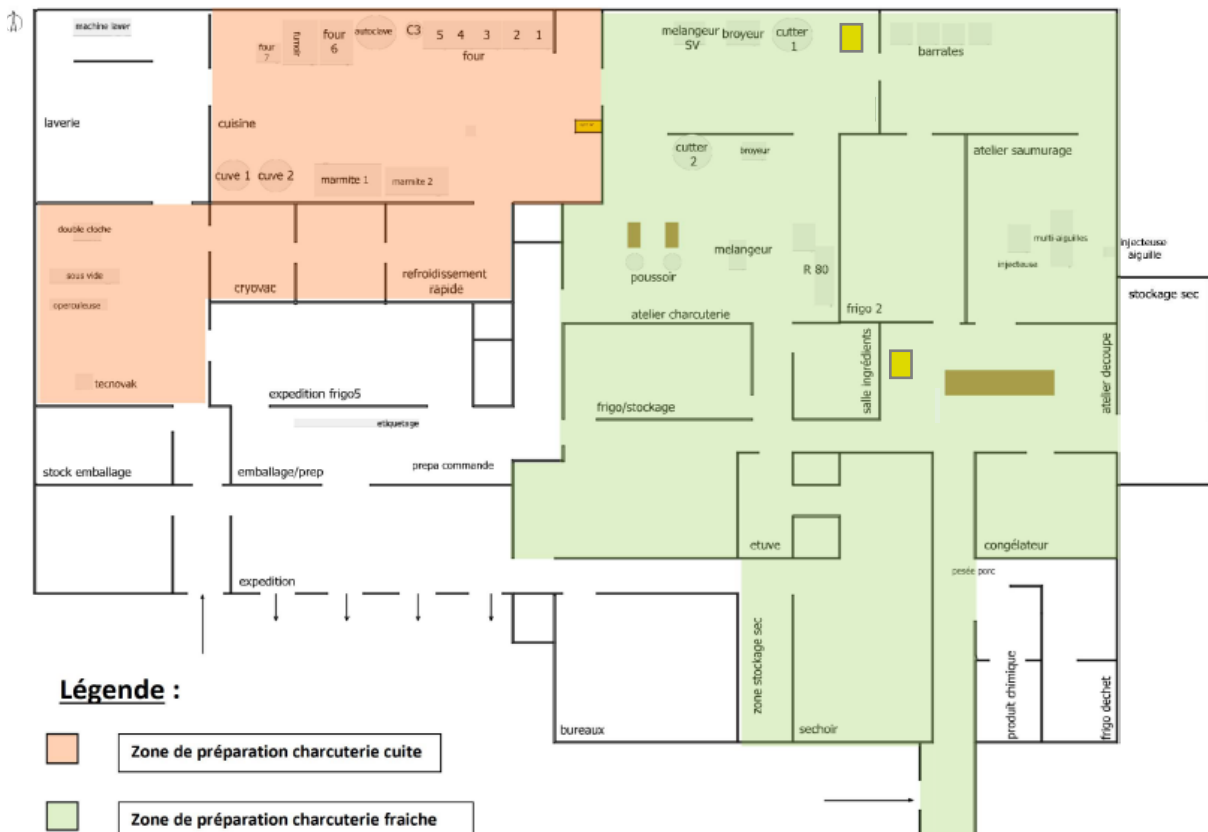 machine laver
four
7
fumoir
four
6
autoclave
C3
5 4 3 2 1
four
melangeur
SV
broyeur
cutter
1
barrates
laverie
cuisine
cutter
2
broyeur
atelier saumurage
cuve 1
cuve 2
marmite 1
marmite 2
double cloche
sous vide
operculeuse
tecnovak
cryovac
refroidissement
rapide
poussoir
melangeur
R 80
multi-aiguilles
injecteuse
injecteuse
aiguille
stockage sec
atelier charcuterie
frigo 2
salle ingrédients
atelier decoupe
expedition frigo5
etiquetage
frigo/stockage
stock emballage
emballage/prep
prepa commande
etuve
congélateur
expedition
pesée porc
zone stockage sec
bureaux
sechoir
produit chimique
frigo dechet
Légende :
Zone de préparation charcuterie cuite
Zone de préparation charcuterie fraiche